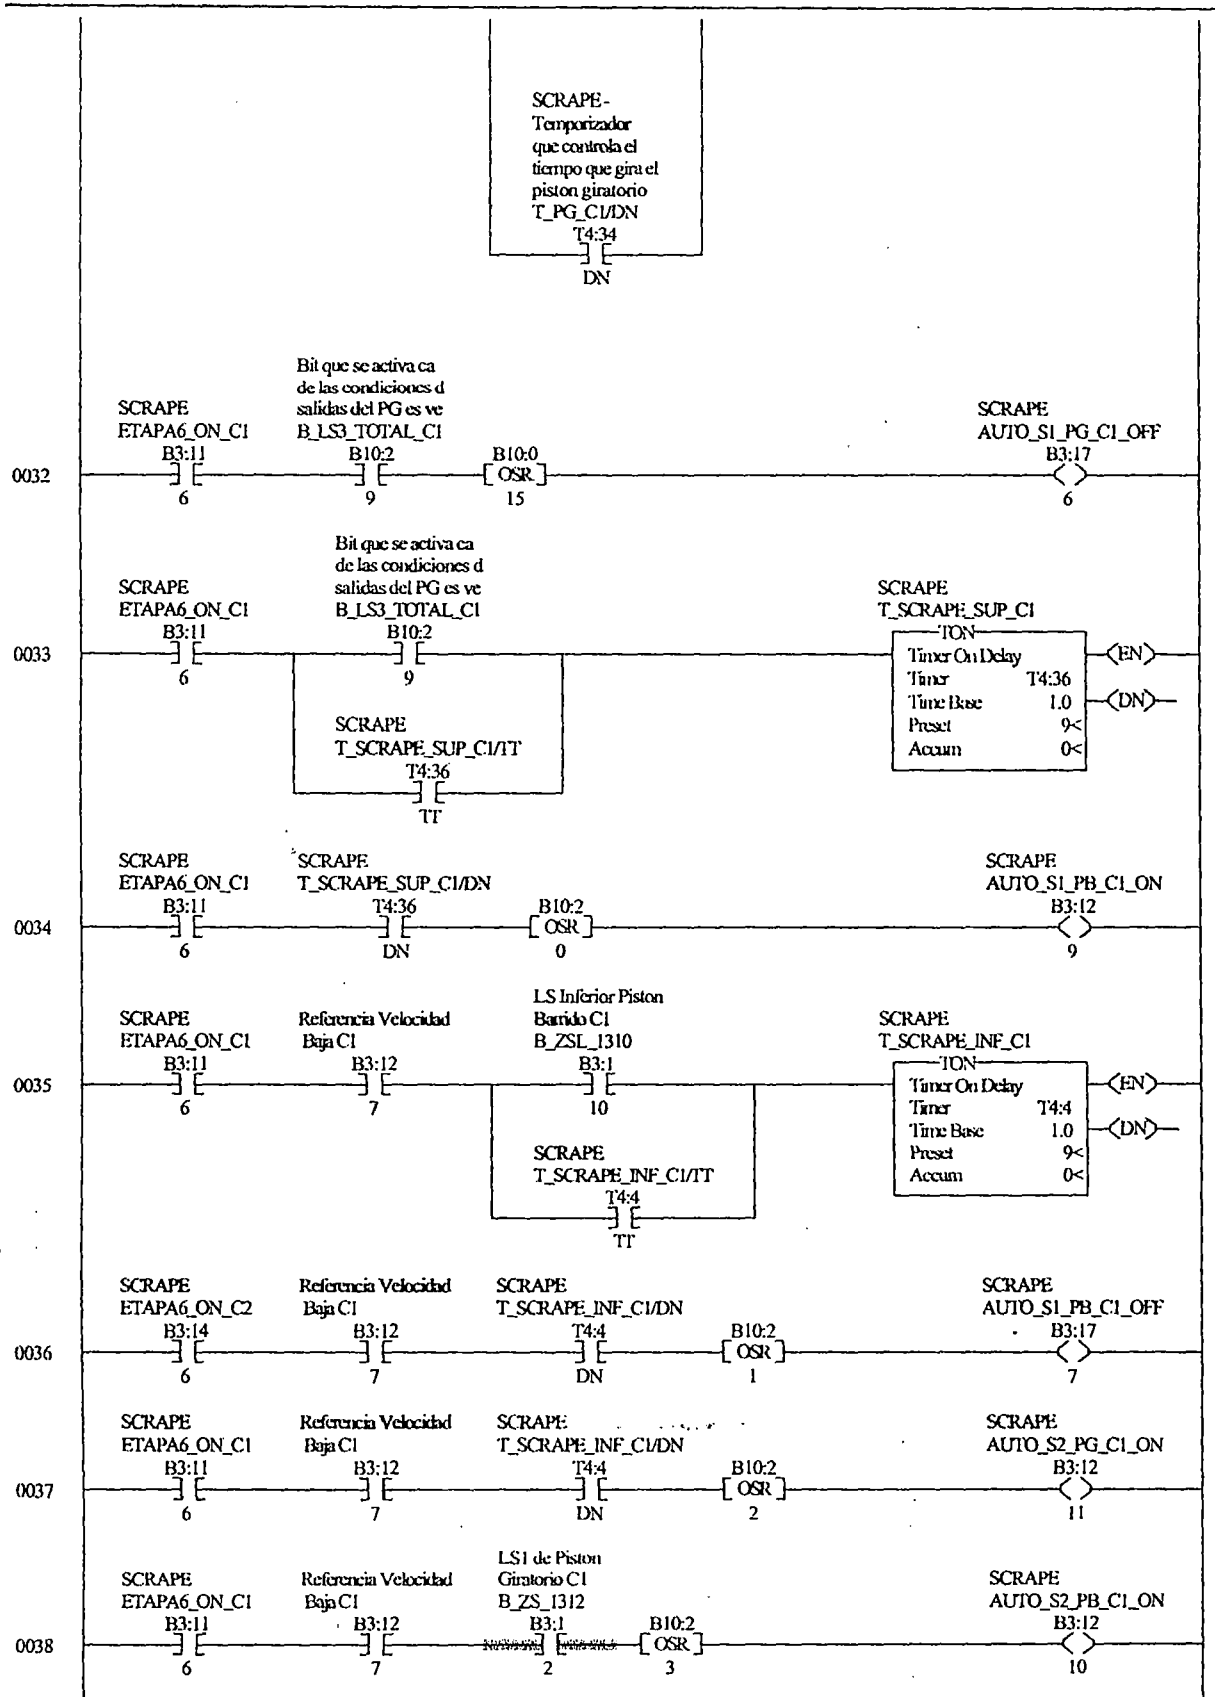 SCRAPE -
Temporizador
que controla el
tiempo que gira el
piston giratorio
T_PG_C1/DN
T4:34
DN
Bit que se activa ca
de las condiciones d
salidas del PG es ve
SCRAPE
ETAPA6_ON_C1
B_LS3_TOTAL_C1
SCRAPE
AUTO_S1_PG_C1_OFF
B3:11
B10:2
B10:0
B3:17
0032
OSR
6
9
15
6
Bit que se activa ca
de las condiciones d
salidas del PG es ve
SCRAPE
ETAPA6_ON_C1
B_LS3_TOTAL_C1
SCRAPE
T_SCRAPE_SUP_C1
B3:11
B10:2
0033
6
9
TON
Timer On Delay
Timer T4:36
Time Base 1.0
Preset 9<
Accum 0<
EN
DN
SCRAPE
T_SCRAPE_SUP_C1/TT
T4:36
TT
SCRAPE
ETAPA6_ON_C1
SCRAPE
T_SCRAPE_SUP_C1/DN
SCRAPE
AUTO_S1_PB_C1_ON
B3:11
T4:36
B10:2
B3:12
0034
OSR
6
DN
0
9
SCRAPE
ETAPA6_ON_C1
Referencia Velocidad
Baja C1
LS Inferior Piston
Barrido C1
B_ZSL_1310
SCRAPE
T_SCRAPE_INF_C1
B3:11
B3:12
B3:1
0035
6
7
10
TON
Timer On Delay
Timer T4:4
Time Base 1.0
Preset 9<
Accum 0<
EN
DN
SCRAPE
T_SCRAPE_INF_C1/TT
T4:4
TT
SCRAPE
ETAPA6_ON_C2
Referencia Velocidad
Baja C1
SCRAPE
T_SCRAPE_INF_C1/DN
SCRAPE
AUTO_S1_PB_C1_OFF
B3:14
B3:12
T4:4
B10:2
B3:17
0036
OSR
6
7
DN
1
7
SCRAPE
ETAPA6_ON_C1
Referencia Velocidad
Baja C1
SCRAPE
T_SCRAPE_INF_C1/DN
SCRAPE
AUTO_S2_PG_C1_ON
B3:11
B3:12
T4:4
B10:2
B3:12
0037
OSR
6
7
DN
2
11
SCRAPE
ETAPA6_ON_C1
Referencia Velocidad
Baja C1
LS1 de Piston
Giratorio C1
B_ZS_1312
SCRAPE
AUTO_S2_PB_C1_ON
B3:11
B3:12
B3:1
B10:2
B3:12
0038
OSR
6
7
2
3
10